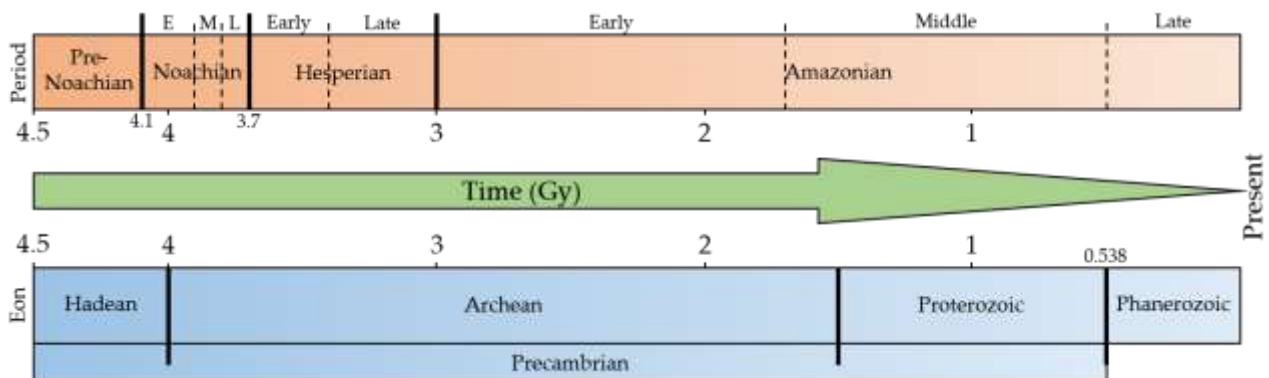 E M L Early Late Early Middle Late
Period
Pre-
Noachian
Noachian
Hesperian
Amazonian
4.1 3.7
4.5 4 3 2 1
Time (Gy)
Present
4.5 4 3 2 1
0.538
Eon
Hadean Archean Proterozoic Phanerozoic
Precambrian